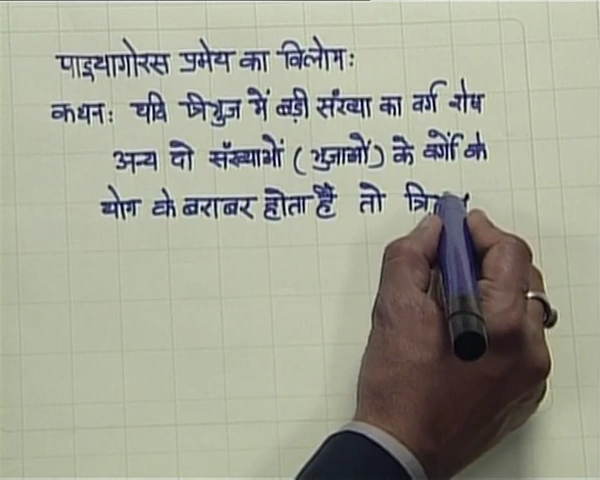 पाइथागोरस प्रमेय का विलोम:
कथन: यदि त्रिभुज में बड़ी संख्या का वर्ग शेष
अन्य दो संख्याओं (भुजाओं) के वर्गों के
योग के बराबर होता है तो